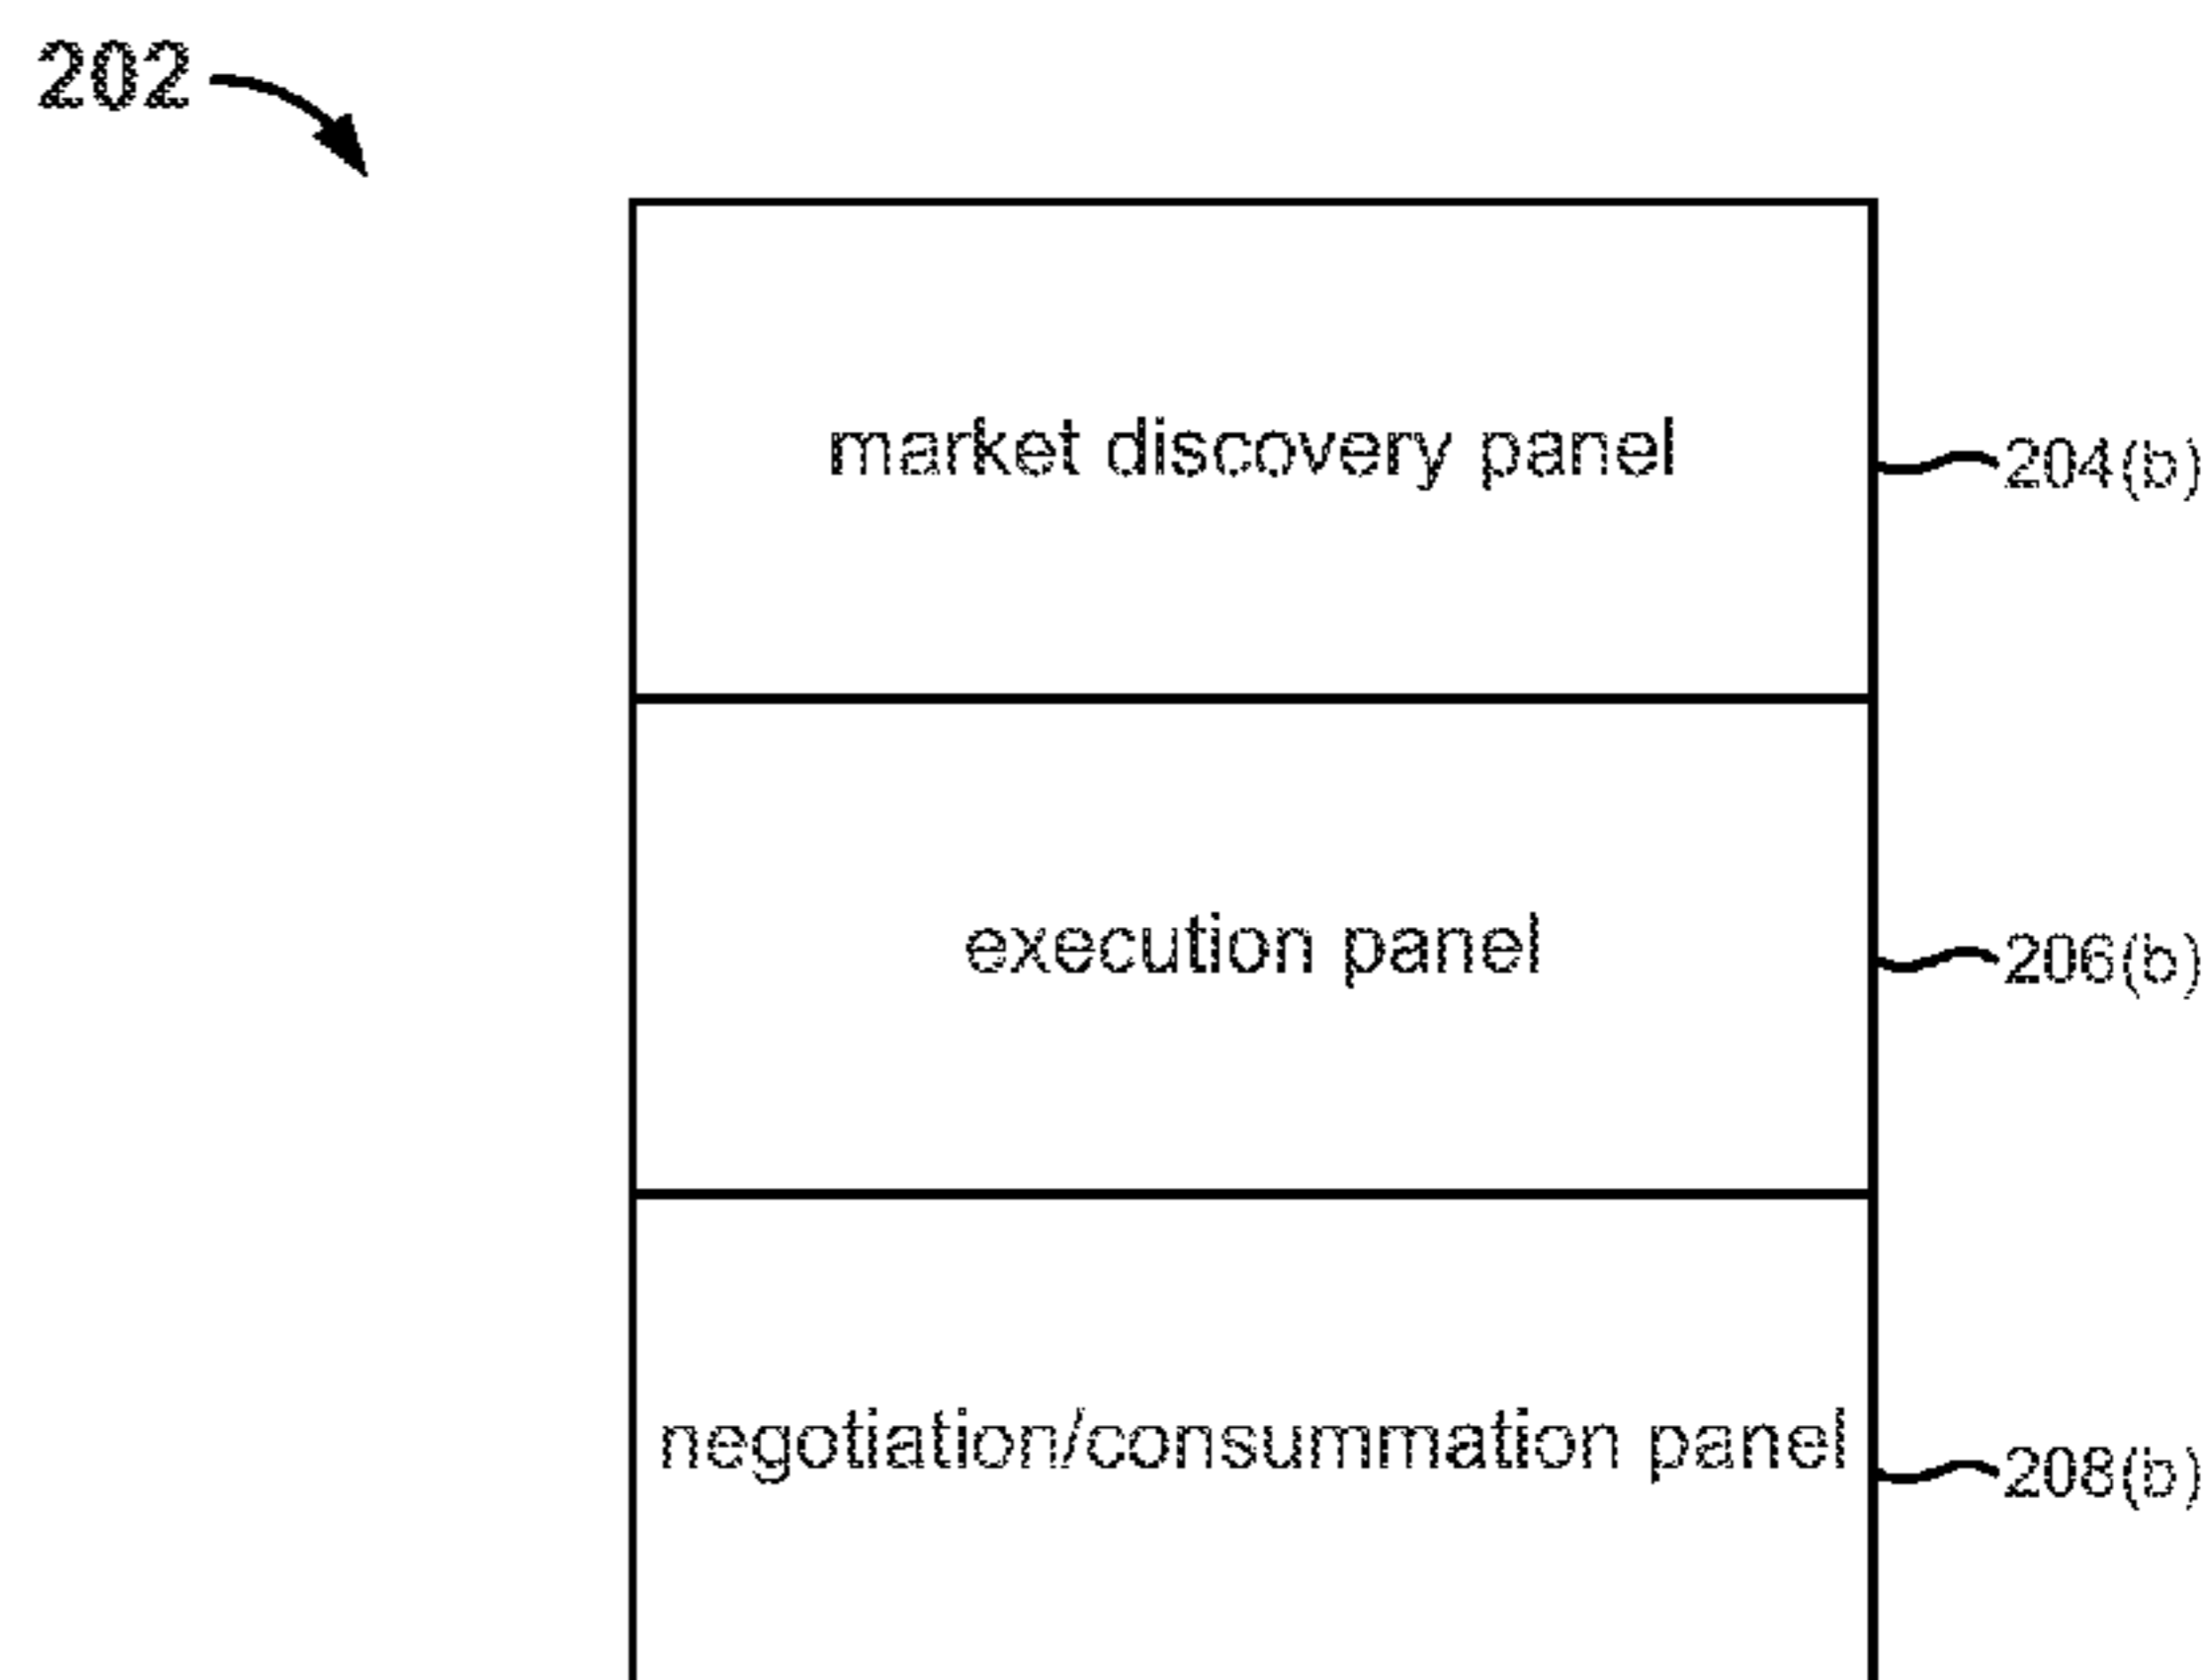 202
market discovery panel
204(b)
execution panel
206(b)
negotiation/consummation panel
208(b)